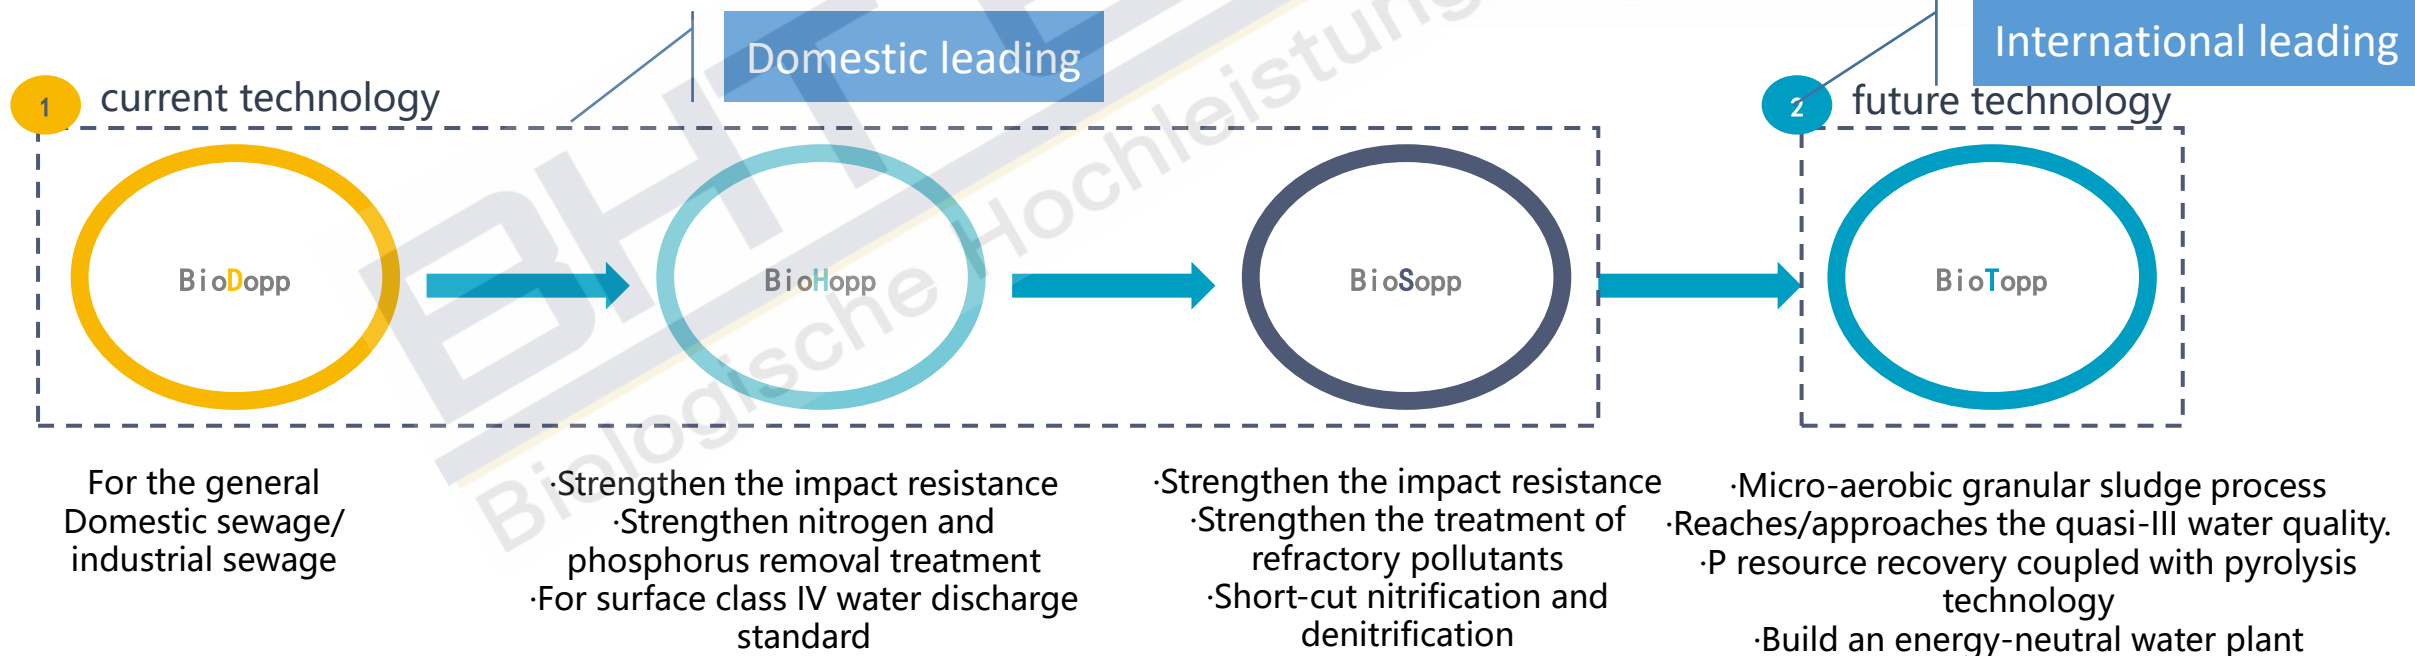 Domestic leading
International leading
1
current technology
2
future technology
BioDopp
BioHopp
BioSopp
BioTopp
For the general
Domestic sewage/
industrial sewage
·Strengthen the impact resistance
·Strengthen nitrogen and
phosphorus removal treatment
·For surface class IV water discharge
standard
·Strengthen the impact resistance
·Strengthen the treatment of
refractory pollutants
·Short-cut nitrification and
denitrification
·Micro-aerobic granular sludge process
·Reaches/approaches the quasi-III water quality.
·P resource recovery coupled with pyrolysis
technology
·Build an energy-neutral water plant
Biologische Hochleistung